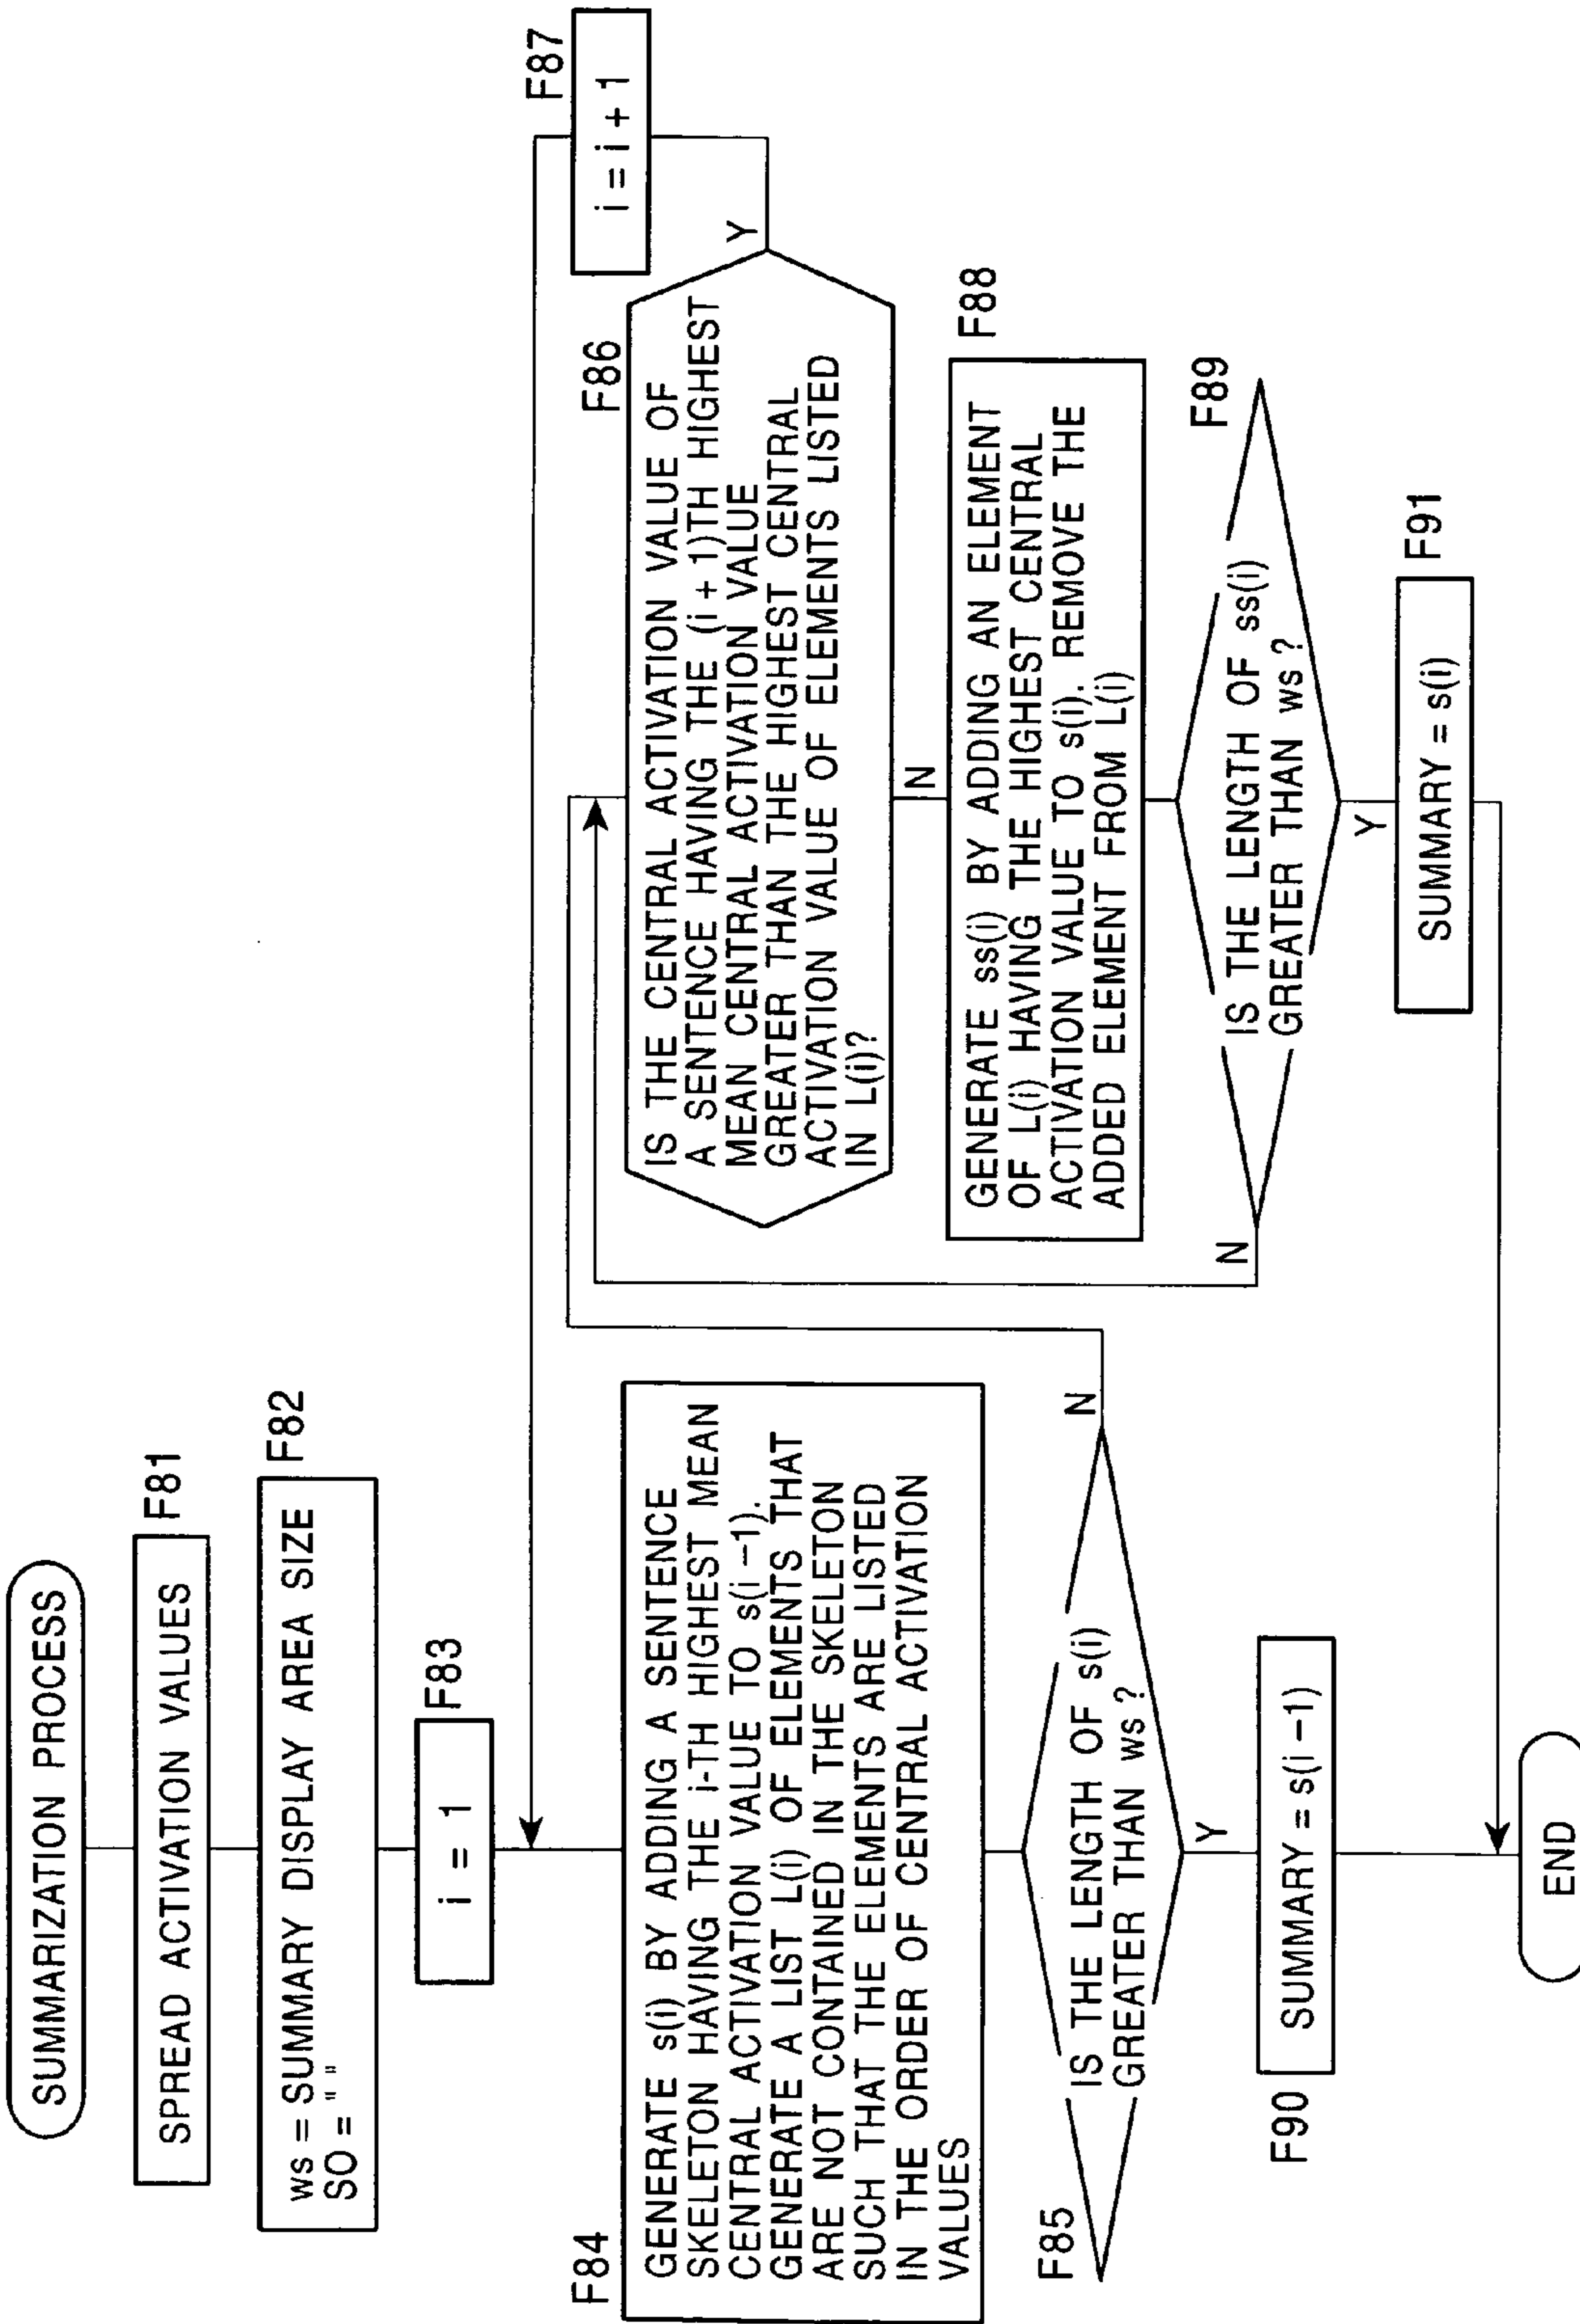 SUMMARIZATION PROCESS
SPREAD ACTIVATION VALUES
F81
ws = SUMMARY DISPLAY AREA SIZE
SO = " "
F82
i = 1
F83
F84
GENERATE s(i) BY ADDING A SENTENCE
SKELETON HAVING THE i-TH HIGHEST MEAN
CENTRAL ACTIVATION VALUE TO s(i –1).
GENERATE A LIST L(i) OF ELEMENTS THAT
ARE NOT CONTAINED IN THE SKELETON
SUCH THAT THE ELEMENTS ARE LISTED
IN THE ORDER OF CENTRAL ACTIVATION
VALUES
F85
IS THE LENGTH OF s(i)
GREATER THAN ws ?
N
Y
F90
SUMMARY = s(i –1)
END
F86
IS THE CENTRAL ACTIVATION VALUE OF
A SENTENCE HAVING THE (i + 1)TH HIGHEST
MEAN CENTRAL ACTIVATION VALUE
GREATER THAN THE HIGHEST CENTRAL
ACTIVATION VALUE OF ELEMENTS LISTED
IN L(i)?
Y
F87
i = i + 1
N
F88
GENERATE ss(i) BY ADDING AN ELEMENT
OF L(i) HAVING THE HIGHEST CENTRAL
ACTIVATION VALUE TO s(i). REMOVE THE
ADDED ELEMENT FROM L(i)
F89
N
IS THE LENGTH OF ss(i)
GREATER THAN ws ?
Y
F91
SUMMARY = s(i)